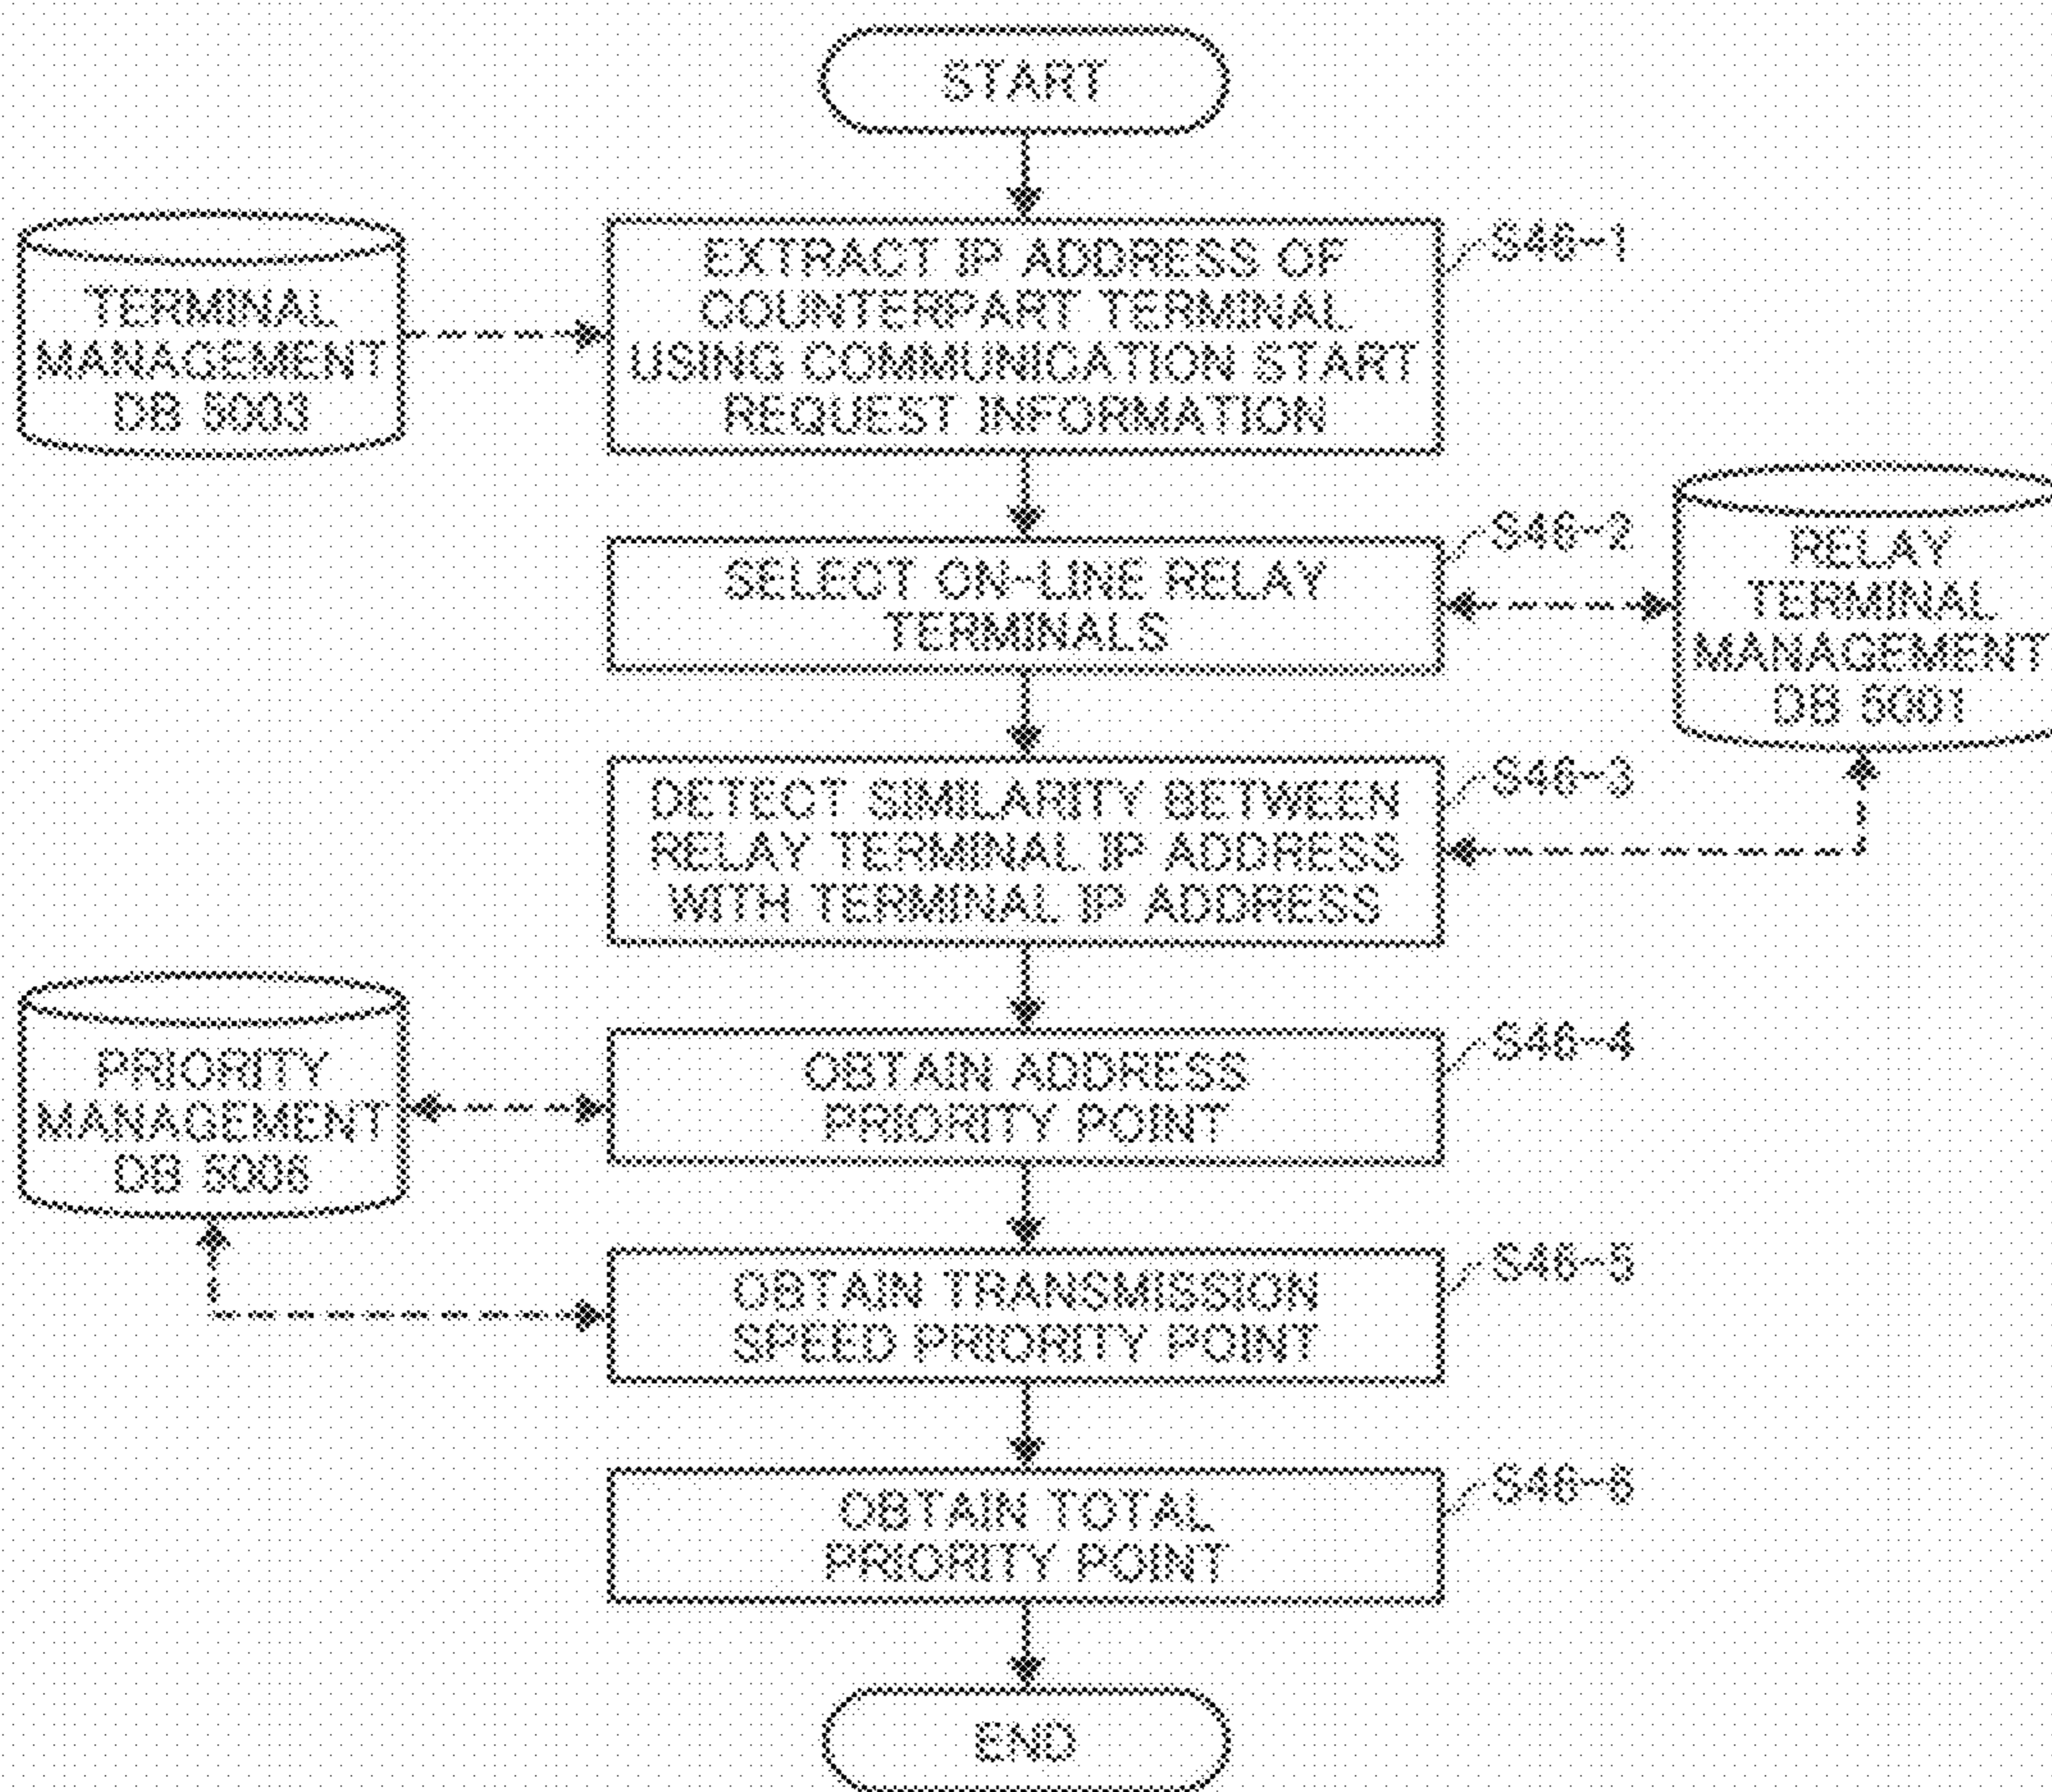 START
EXTRACT IP ADDRESS OF
COUNTERPART TERMINAL
USING COMMUNICATION START
REQUEST INFORMATION
S46-1
TERMINAL
MANAGEMENT
DB 5003
SELECT ON-LINE RELAY
TERMINALS
S46-2
RELAY
TERMINAL
MANAGEMENT
DB 5001
DETECT SIMILARITY BETWEEN
RELAY TERMINAL IP ADDRESS
WITH TERMINAL IP ADDRESS
S46-3
PRIORITY
MANAGEMENT
DB 5006
OBTAIN ADDRESS
PRIORITY POINT
S46-4
OBTAIN TRANSMISSION
SPEED PRIORITY POINT
S46-5
OBTAIN TOTAL
PRIORITY POINT
S46-6
END